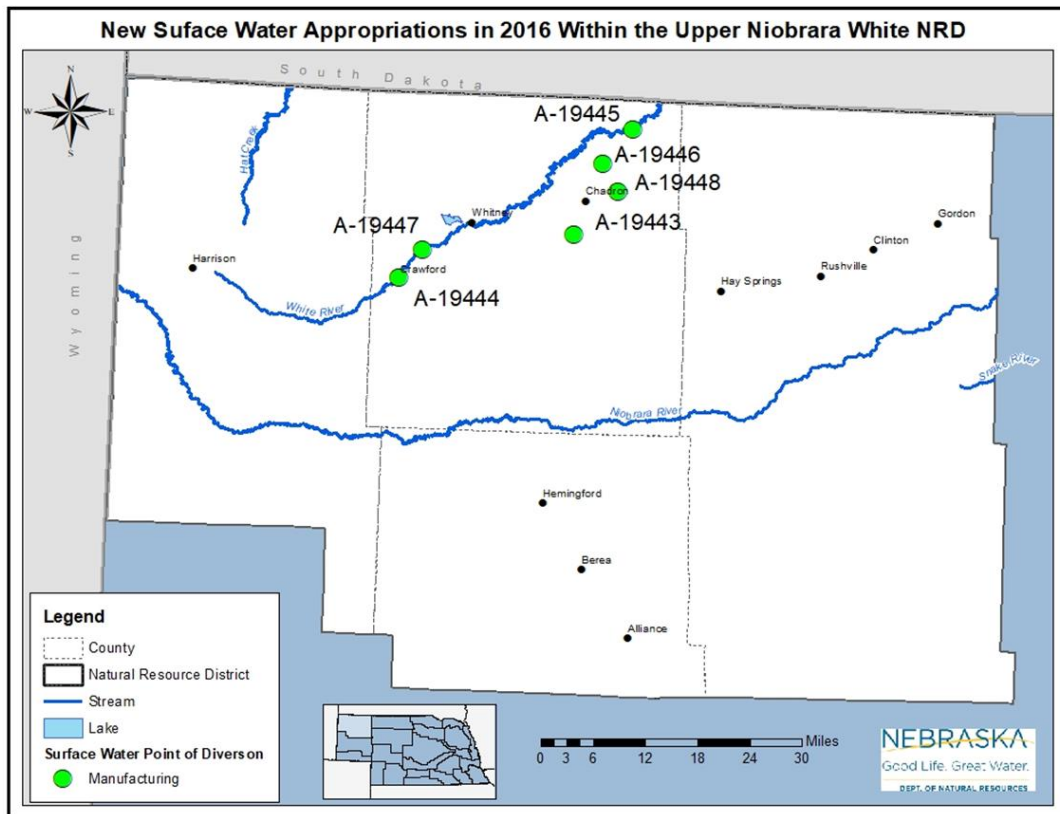 New Suface Water Appropriations in 2016 Within the Upper Niobrara White NRD
South Dakota
N
W
E
S
Wyoming
Hat Creek
A-19445
A-19446
A-19448
Chadron
A-19443
Whitney
A-19447
Crawford
A-19444
Harrison
White River
Gordon
Clinton
Rushville
Hay Springs
Snake River
Niobrara River
Hemingford
Berea
Alliance
Legend
County
Natural Resource District
Stream
Lake
Surface Water Point of Diverson
Manufacturing
Miles
0 3 6 12 18 24 30
NEBRASKA
Good Life. Great Water.
DEPT. OF NATURAL RESOURCES